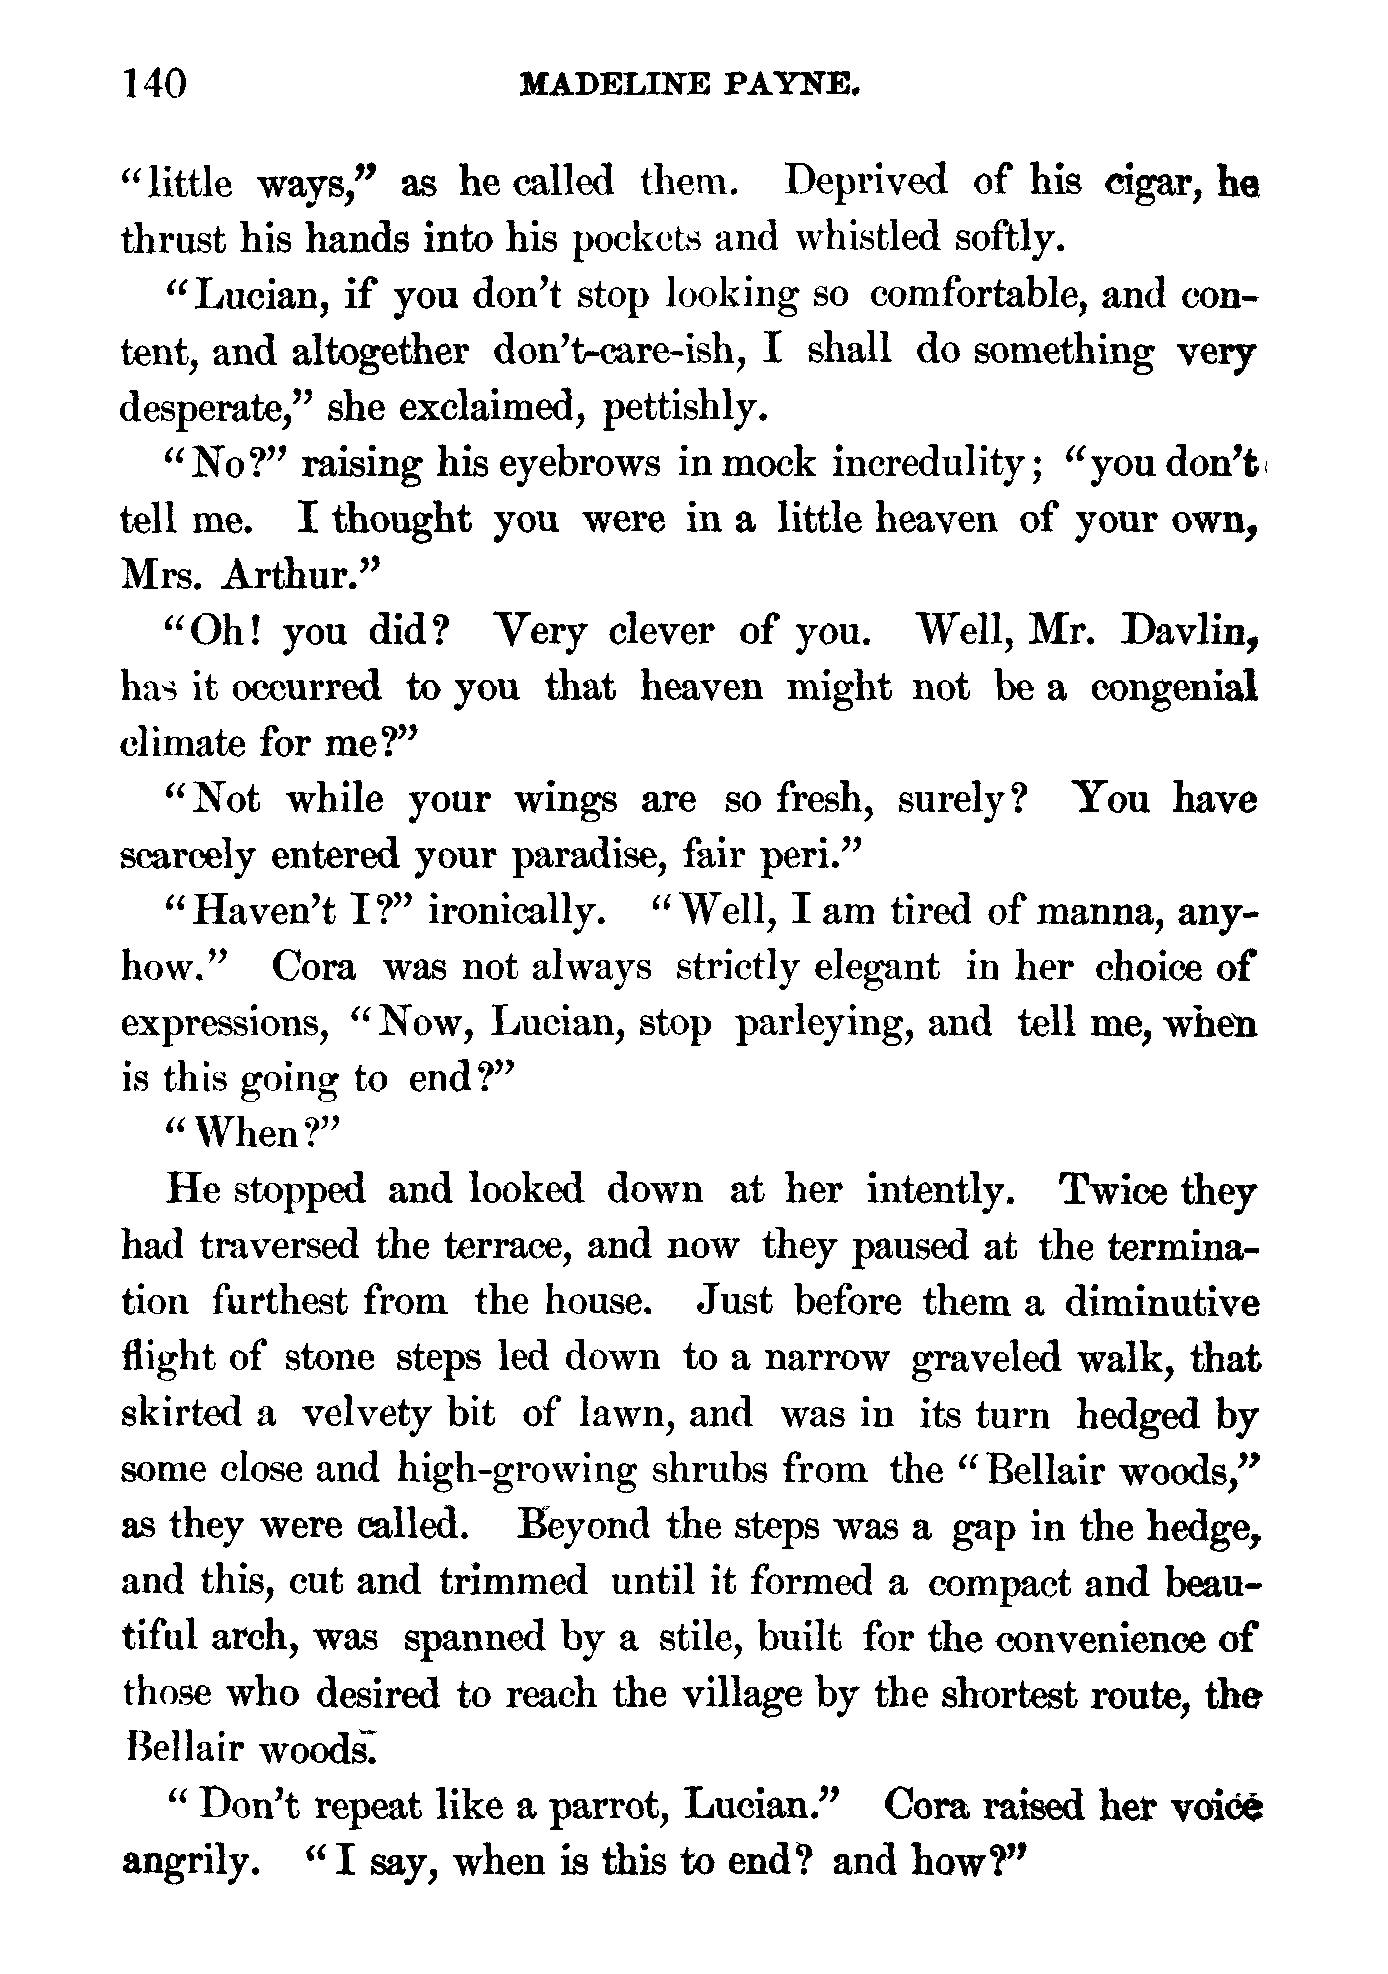 140 MADELINE PAYNE.
“little ways,” as he called them. Deprived of his cigar, he
thrust his hands into his pockets and whistled softly.
“Lucian, if you don’t stop looking so comfortable, and con-
tent, and altogether don’t-care-ish, I shall do something very
desperate,” she exclaimed, pettishly.
“No?” raising his eyebrows in mock incredulity; “you don’t
tell me. I thought you were in a little heaven of your own,
Mrs. Arthur.”
“Oh! you did? Very clever of you. Well, Mr. Davlin,
has it occurred to you that heaven might not be a congenial
climate for me?”
“Not while your wings are so fresh, surely? You have
scarcely entered your paradise, fair peri.”
“Haven’t I?” ironically. “Well, I am tired of manna, any-
how.” Cora was not always strictly elegant in her choice of
expressions, “Now, Lucian, stop parleying, and tell me, when
is this going to end?”
“When?”
He stopped and looked down at her intently. Twice they
had traversed the terrace, and now they paused at the termina-
tion furthest from the house. Just before them a diminutive
flight of stone steps led down to a narrow graveled walk, that
skirted a velvety bit of lawn, and was in its turn hedged by
some close and high-growing shrubs from the “Bellair woods,”
as they were called. Beyond the steps was a gap in the hedge,
and this, cut and trimmed until it formed a compact and beau-
tiful arch, was spanned by a stile, built for the convenience of
those who desired to reach the village by the shortest route, the
Bellair woods.
“Don’t repeat like a parrot, Lucian.” Cora raised her voice
angrily. “I say, when is this to end? and how?”